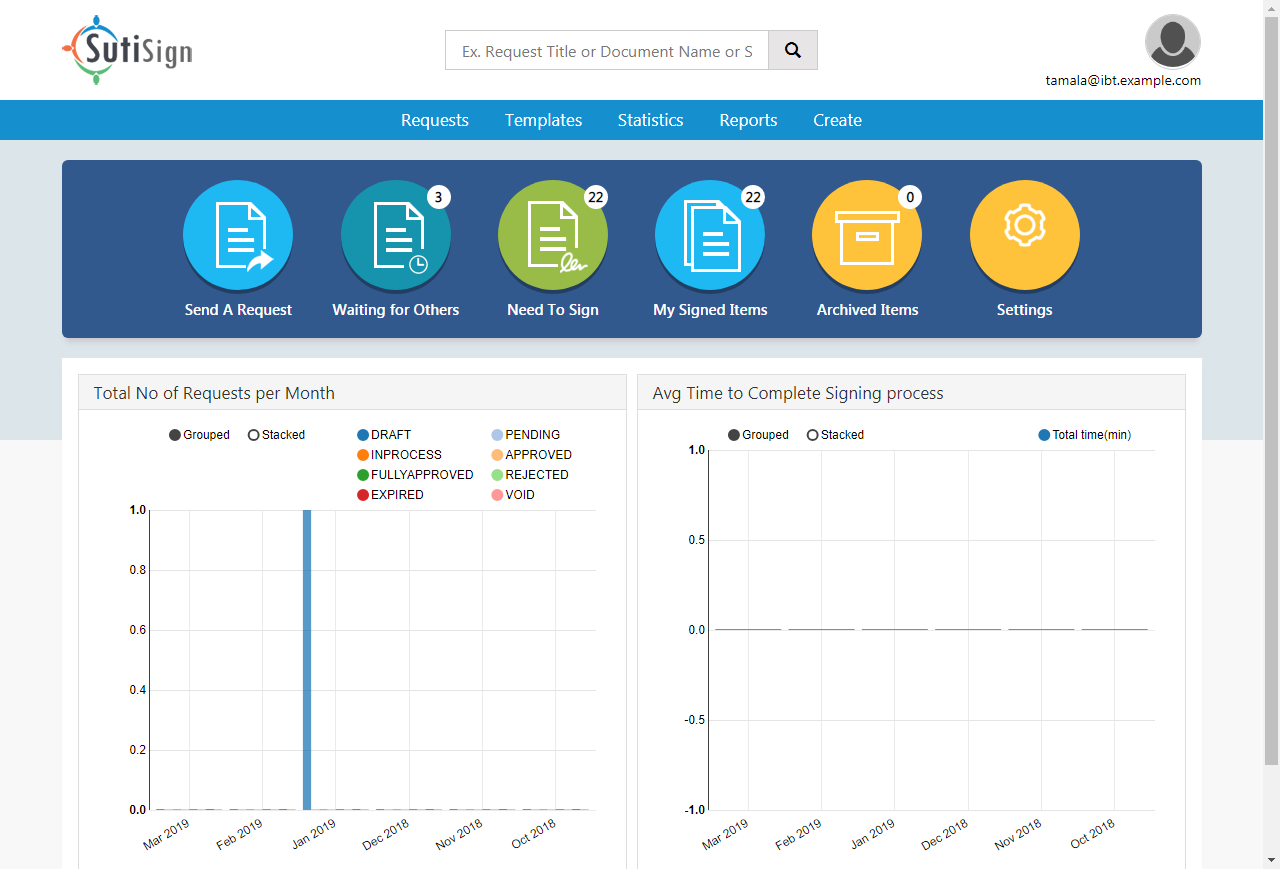 SutiSign
Ex. Request Title or Document Name or S
tamala@ibt.example.com
Requests Templates Statistics Reports Create
3 22 22 0
Send A Request Waiting for Others Need To Sign My Signed Items Archived Items Settings
Total No of Requests per Month
Grouped Stacked DRAFT PENDING
INPROCESS APPROVED
FULLYAPPROVED REJECTED
EXPIRED VOID
1.0
0.8
0.6
0.4
0.2
0.0
Mar 2019 Feb 2019 Jan 2019 Dec 2018 Nov 2018 Oct 2018
Avg Time to Complete Signing process
Grouped Stacked Total time(min)
1.0
0.5
0.0
-0.5
-1.0
Mar 2019 Feb 2019 Jan 2019 Dec 2018 Nov 2018 Oct 2018